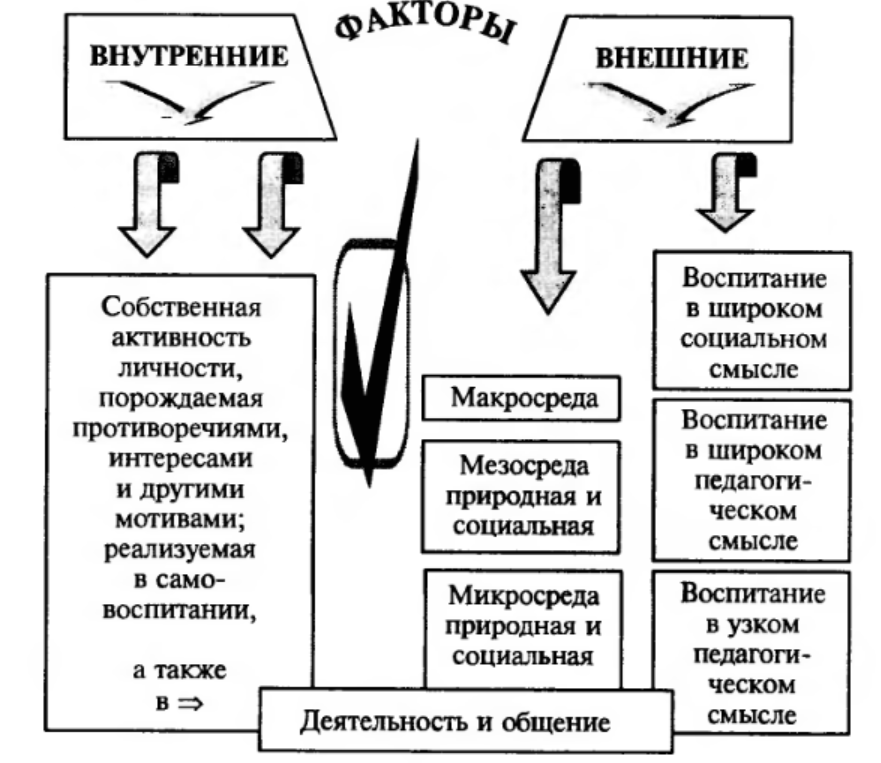 ФАКТОРЫ
ВНУТРЕННИЕ
ВНЕШНИЕ
Собственная
активность
личности,
порождаемая
противоречиями,
интересами
и другими
мотивами;
реализуемая
в само-
воспитании,
а также
в ⇒
Макросреда
Мезосреда
природная и
социальная
Микросреда
природная и
социальная
Воспитание
в широком
социальном
смысле
Воспитание
в широком
педагоги-
ческом
смысле
Воспитание
в узком
педагоги-
ческом
смысле
Деятельность и общение